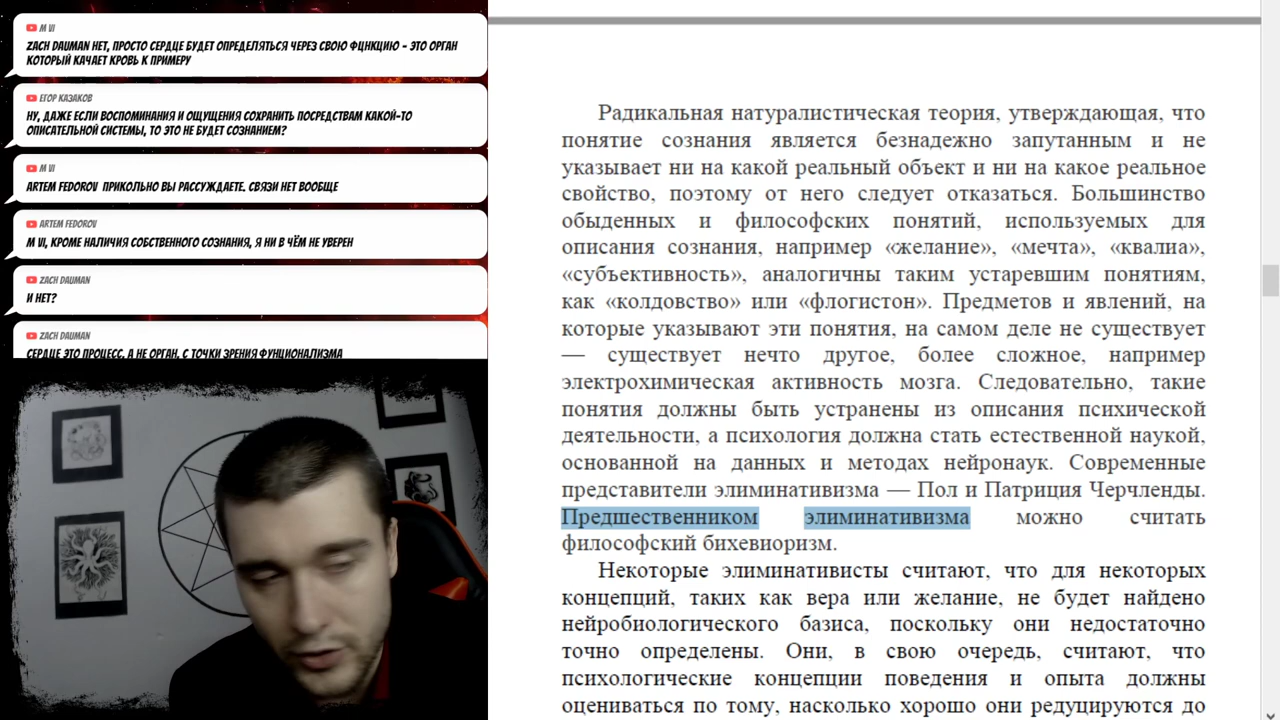 M VI
ZACH DAUMAN НЕТ, ПРОСТО СЕРДЦЕ БУДЕТ ОПРЕДЕЛЯТЬСЯ ЧЕРЕЗ СВОЮ ФЦНКЦИЮ - ЭТО ОРГАН
КОТОРЫЙ КАЧАЕТ КРОВЬ К ПРИМЕРУ
ЕГОР КАЗАКОВ
НУ, ДАЖЕ ЕСЛИ ВОСПОМИНАНИЯ И ОЩУЩЕНИЯ СОХРАНИТЬ ПОСРЕДСТВАМ КАКОЙ-ТО
ОПИСАТЕЛЬНОЙ СИСТЕМЫ, ТО ЭТО НЕ БУДЕТ СОЗНАНИЕМ?
M VI
ARTEM FEDOROV ПРИКОЛЬНО ВЫ РАССУЖДАЕТЕ. СВЯЗИ НЕТ ВООБЩЕ
ARTEM FEDOROV
M VI, КРОМЕ НАЛИЧИЯ СОБСТВЕННОГО СОЗНАНИЯ, Я НИ В ЧЁМ НЕ УВЕРЕН
ZACH DAUMAN
И НЕТ?
ZACH DAUMAN
СЕРДЦЕ ЭТО ПРОЦЕСС, А НЕ ОРГАН, С ТОЧКИ ЗРЕНИЯ ФУНЦИОНАЛИЗМА
Радикальная натуралистическая теория, утверждающая, что
понятие сознания является безнадежно запутанным и не
указывает ни на какой реальный объект и ни на какое реальное
свойство, поэтому от него следует отказаться. Большинство
обыденных и философских понятий, используемых для
описания сознания, например «желание», «мечта», «квалиа»,
«субъективность», аналогичны таким устаревшим понятиям,
как «колдовство» или «флогистон». Предметов и явлений, на
которые указывают эти понятия, на самом деле не существует
— существует нечто другое, более сложное, например
электрохимическая активность мозга. Следовательно, такие
понятия должны быть устранены из описания психической
деятельности, а психология должна стать естественной наукой,
основанной на данных и методах нейронаук. Современные
представители элиминативизма — Пол и Патриция Черчленды.
Предшественником элиминативизма можно считать
философский бихевиоризм.
Некоторые элиминативисты считают, что для некоторых
концепций, таких как вера или желание, не будет найдено
нейробиологического базиса, поскольку они недостаточно
точно определены. Они, в свою очередь, считают, что
психологические концепции поведения и опыта должны
оцениваться по тому, насколько хорошо они редуцируются до